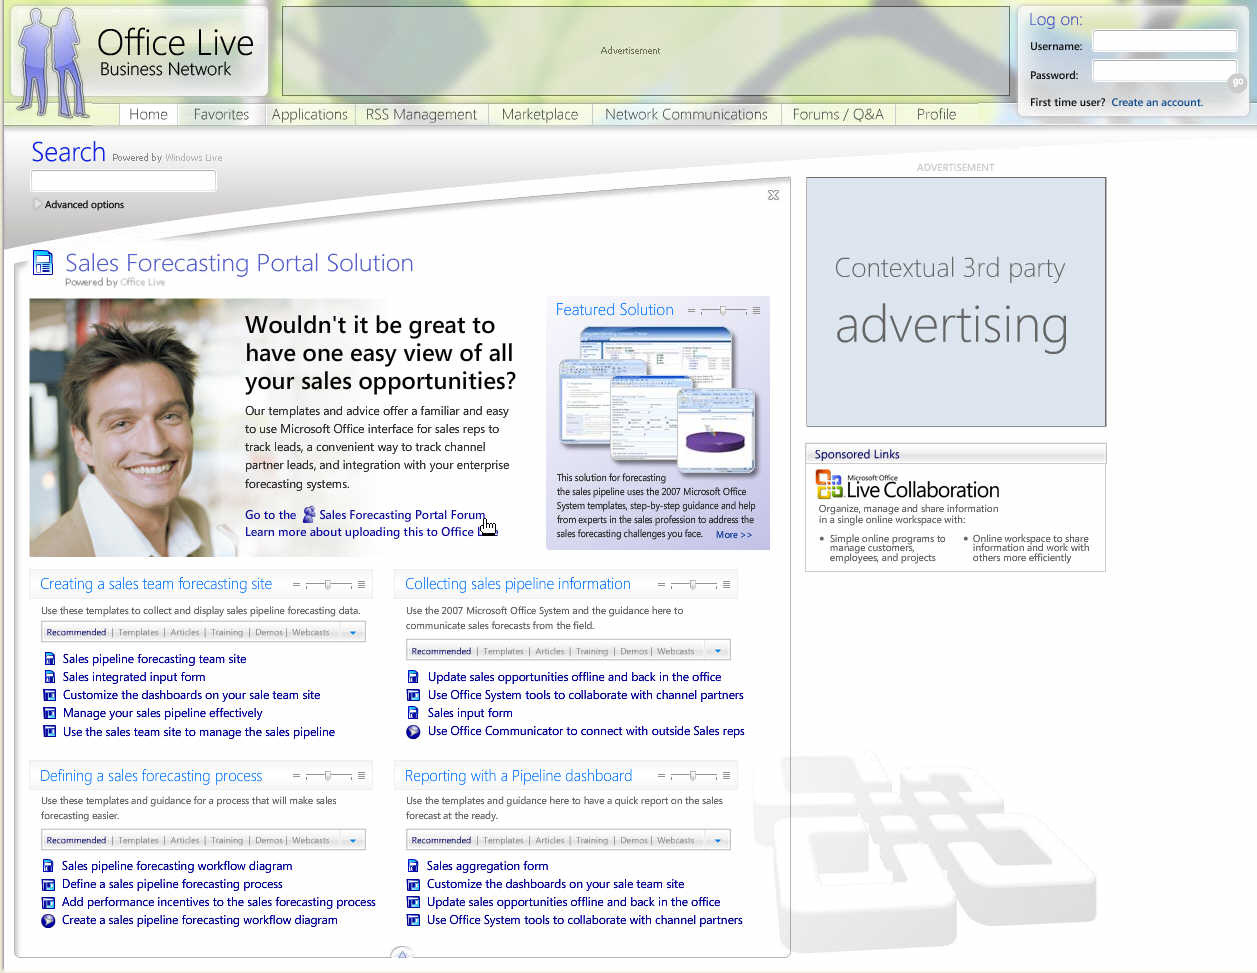 Office Live
Business Network
Advertisement
Log on:
Username:
Password:
go
First time user? Create an account.
Home
Favorites
Applications
RSS Management
Marketplace
Network Communications
Forums / Q&A
Profile
Search Powered by Windows Live
Advanced options
ADVERTISEMENT
Contextual 3rd party
advertising
Sales Forecasting Portal Solution
Powered by Office Live
Wouldn't it be great to
have one easy view of all
your sales opportunities?
Our templates and advice offer a familiar and easy
to use Microsoft Office interface for sales reps to
track leads, a convenient way to track channel
partner leads, and integration with your enterprise
forecasting systems.
Go to the Sales Forecasting Portal Forum
Learn more about uploading this to Office
Featured Solution
This solution for forecasting
the sales pipeline uses the 2007 Microsoft Office
System templates, step-by-step guidance and help
from experts in the sales profession to address the
sales forecasting challenges you face. More >>
Sponsored Links
Microsoft Office
Live Collaboration
Organize, manage and share information
in a single online workspace with:
• Simple online programs to
manage customers,
employees, and projects
• Online workspace to share
information and work with
others more efficiently
Creating a sales team forecasting site
Use these templates to collect and display sales pipeline forecasting data.
Recommended | Templates | Articles | Training | Demos | Webcasts
Sales pipeline forecasting team site
Sales integrated input form
Customize the dashboards on your sale team site
Manage your sales pipeline effectively
Use the sales team site to manage the sales pipeline
Collecting sales pipeline information
Use the 2007 Microsoft Office System and the guidance here to
communicate sales forecasts from the field.
Recommended | Templates | Articles | Training | Demos | Webcasts
Update sales opportunities offline and back in the office
Use Office System tools to collaborate with channel partners
Sales input form
Use Office Communicator to connect with outside Sales reps
Defining a sales forecasting process
Use these templates and guidance for a process that will make sales
forecasting easier.
Recommended | Templates | Articles | Training | Demos | Webcasts
Sales pipeline forecasting workflow diagram
Define a sales pipeline forecasting process
Add performance incentives to the sales forecasting process
Create a sales pipeline forecasting workflow diagram
Reporting with a Pipeline dashboard
Use the templates and guidance here to have a quick report on the sales
forecast at the ready.
Recommended | Templates | Articles | Training | Demos | Webcasts
Sales aggregation form
Customize the dashboards on your sale team site
Update sales opportunities offline and back in the office
Use Office System tools to collaborate with channel partners